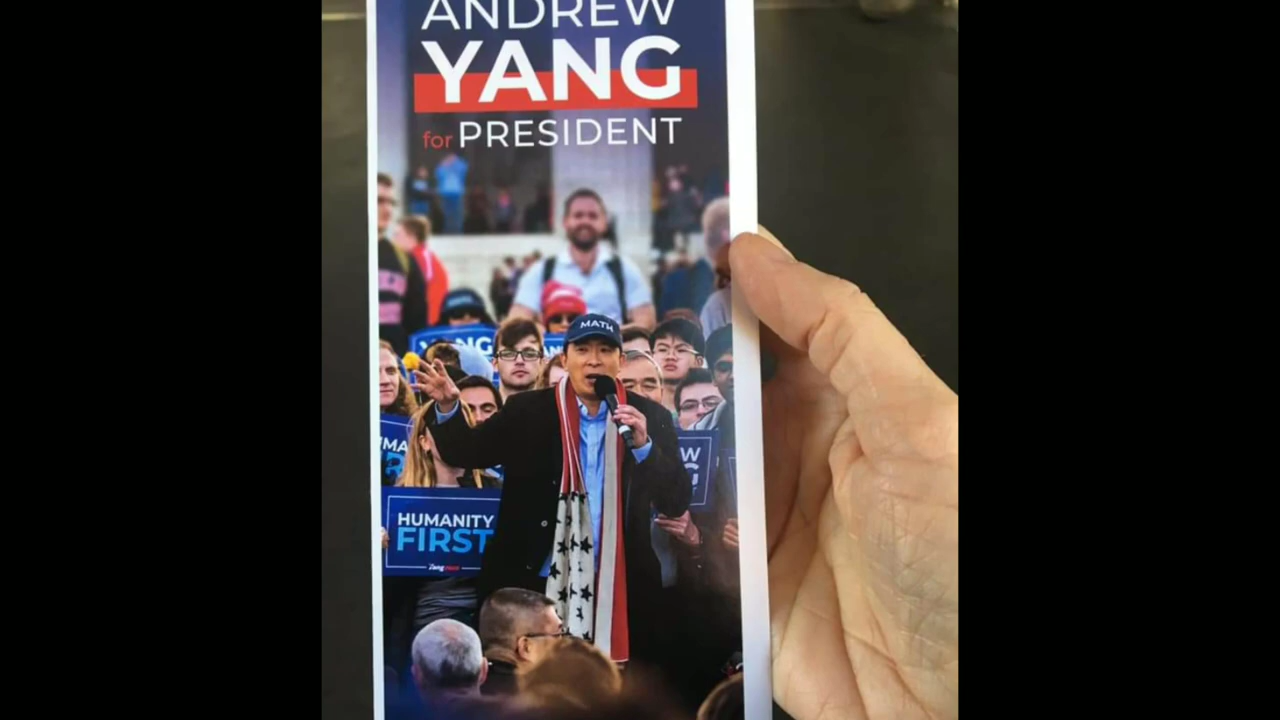 ANDREW
YANG
for PRESIDENT
MATH
HUMANITY
FIRST